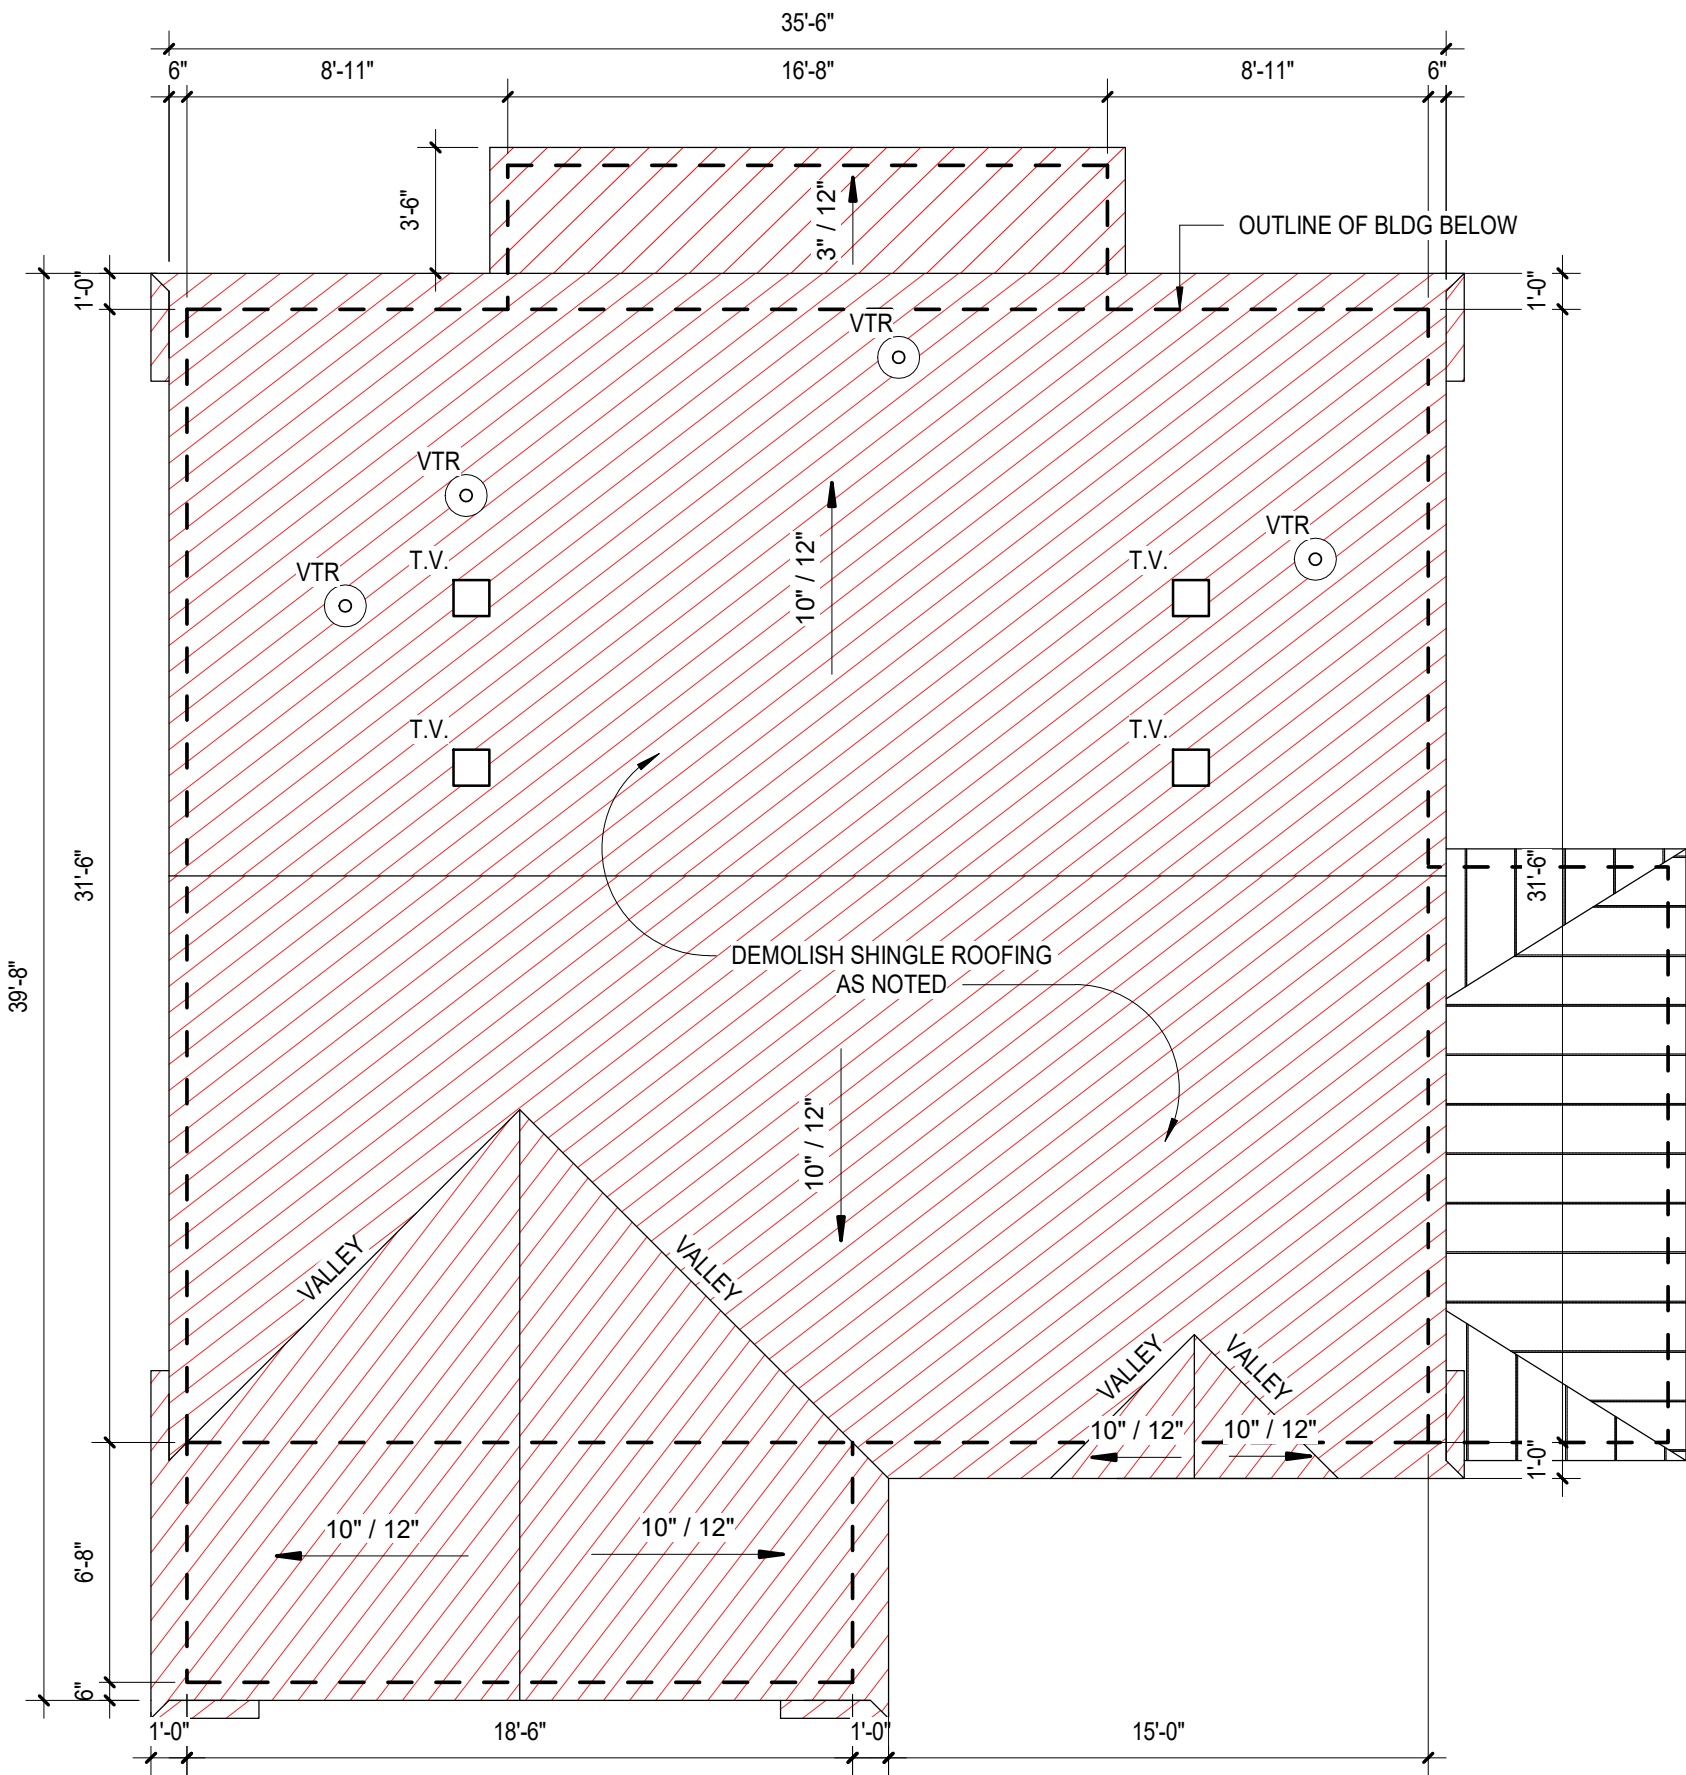 35'-6"
6"
8'-11"
16'-8"
8'-11"
6"
3'-6"
3" / 12"
OUTLINE OF BLDG BELOW
1'-0"
1'-0"
VTR
VTR
VTR
T.V.
10" / 12"
T.V.
VTR
T.V.
T.V.
31'-6"
31'-6"
39'-8"
DEMOLISH SHINGLE ROOFING
AS NOTED
10" / 12"
VALLEY
VALLEY
VALLEY
VALLEY
10" / 12"
10" / 12"
1'-0"
10" / 12"
10" / 12"
6'-8"
6"
1'-0"
18'-6"
1'-0"
15'-0"